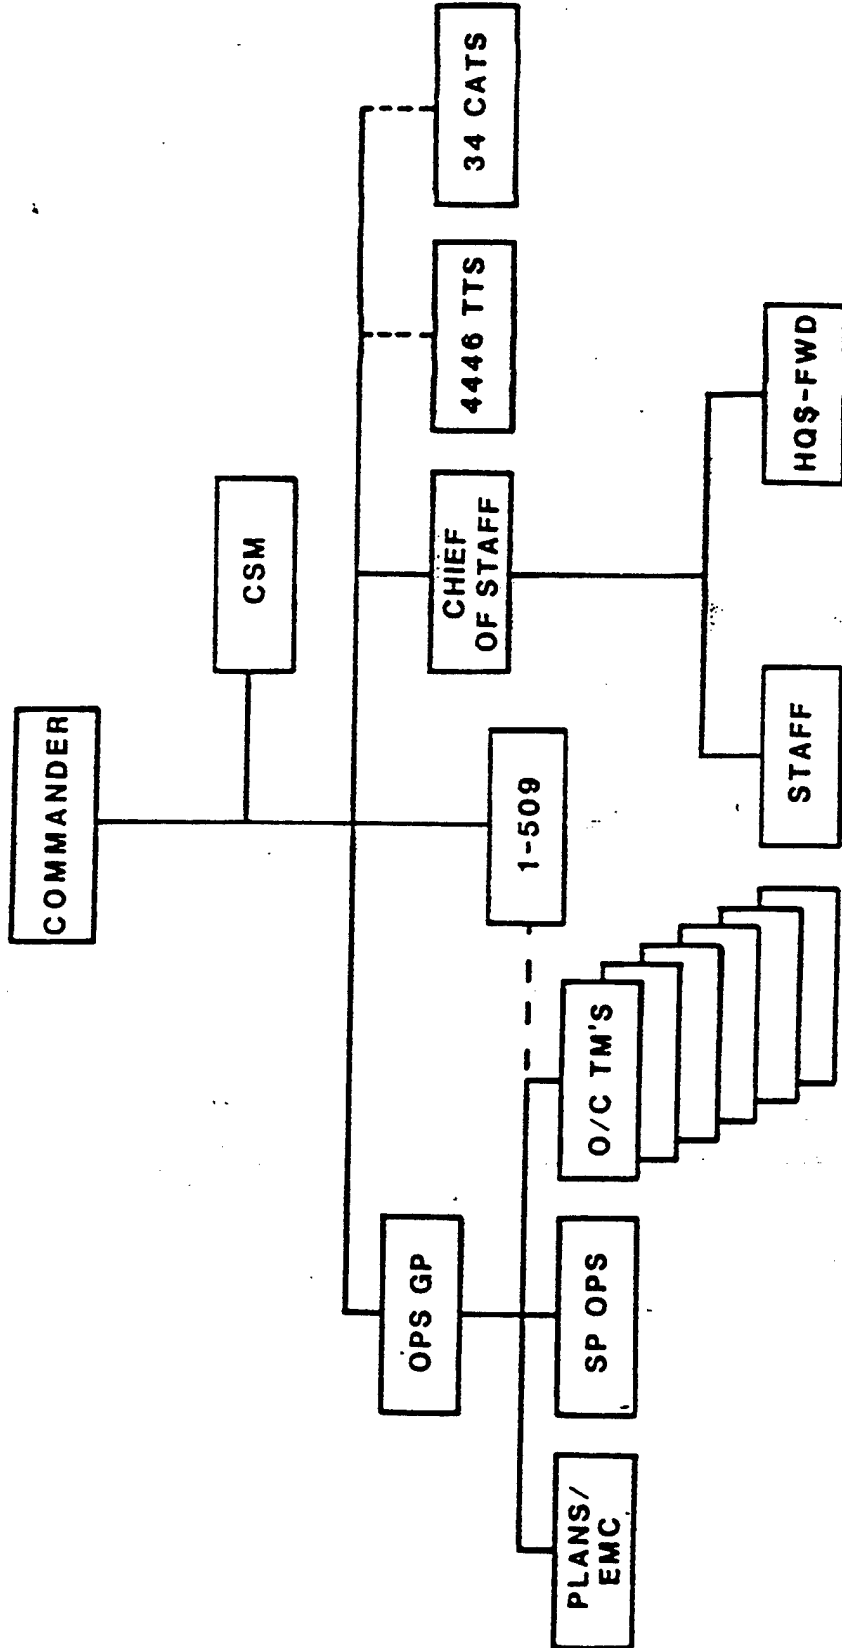 COMMANDER
CSM
OPS GP
1-509
CHIEF
OF STAFF
4446 TTS
34 CATS
PLANS/
EMC
SP OPS
O/C TM'S
STAFF
HQS-FWD